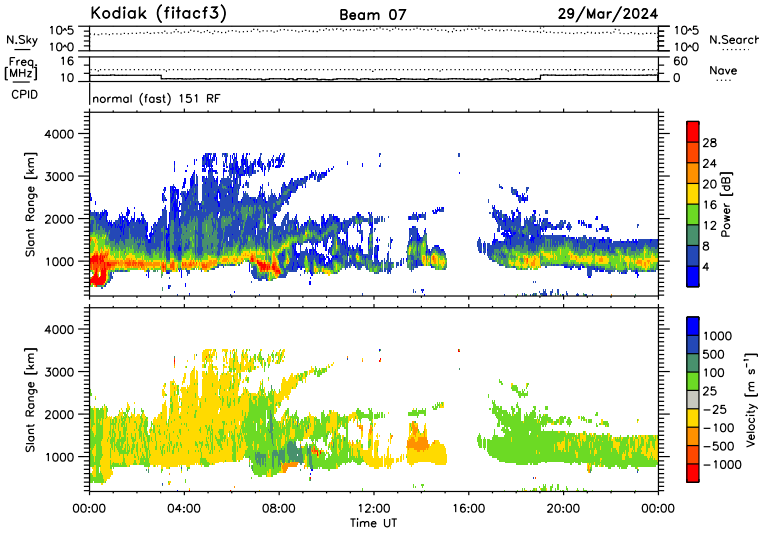 Kodiak (fitacf3) Beam 07 29/Mar/2024
N.Sky 10^5 10^0 10^5 10^0 N.Search
Freq. [MHz] 16 10 60 0 Nave
CPID normal (fast) 151 RF
Slant Range [km]
4000
3000
2000
1000
28
24
20
16
12
8
4
Power [dB]
Slant Range [km]
4000
3000
2000
1000
1000
500
100
25
−25
−100
−500
−1000
Velocity [m s⁻¹]
00:00 04:00 08:00 12:00 16:00 20:00 00:00
Time UT